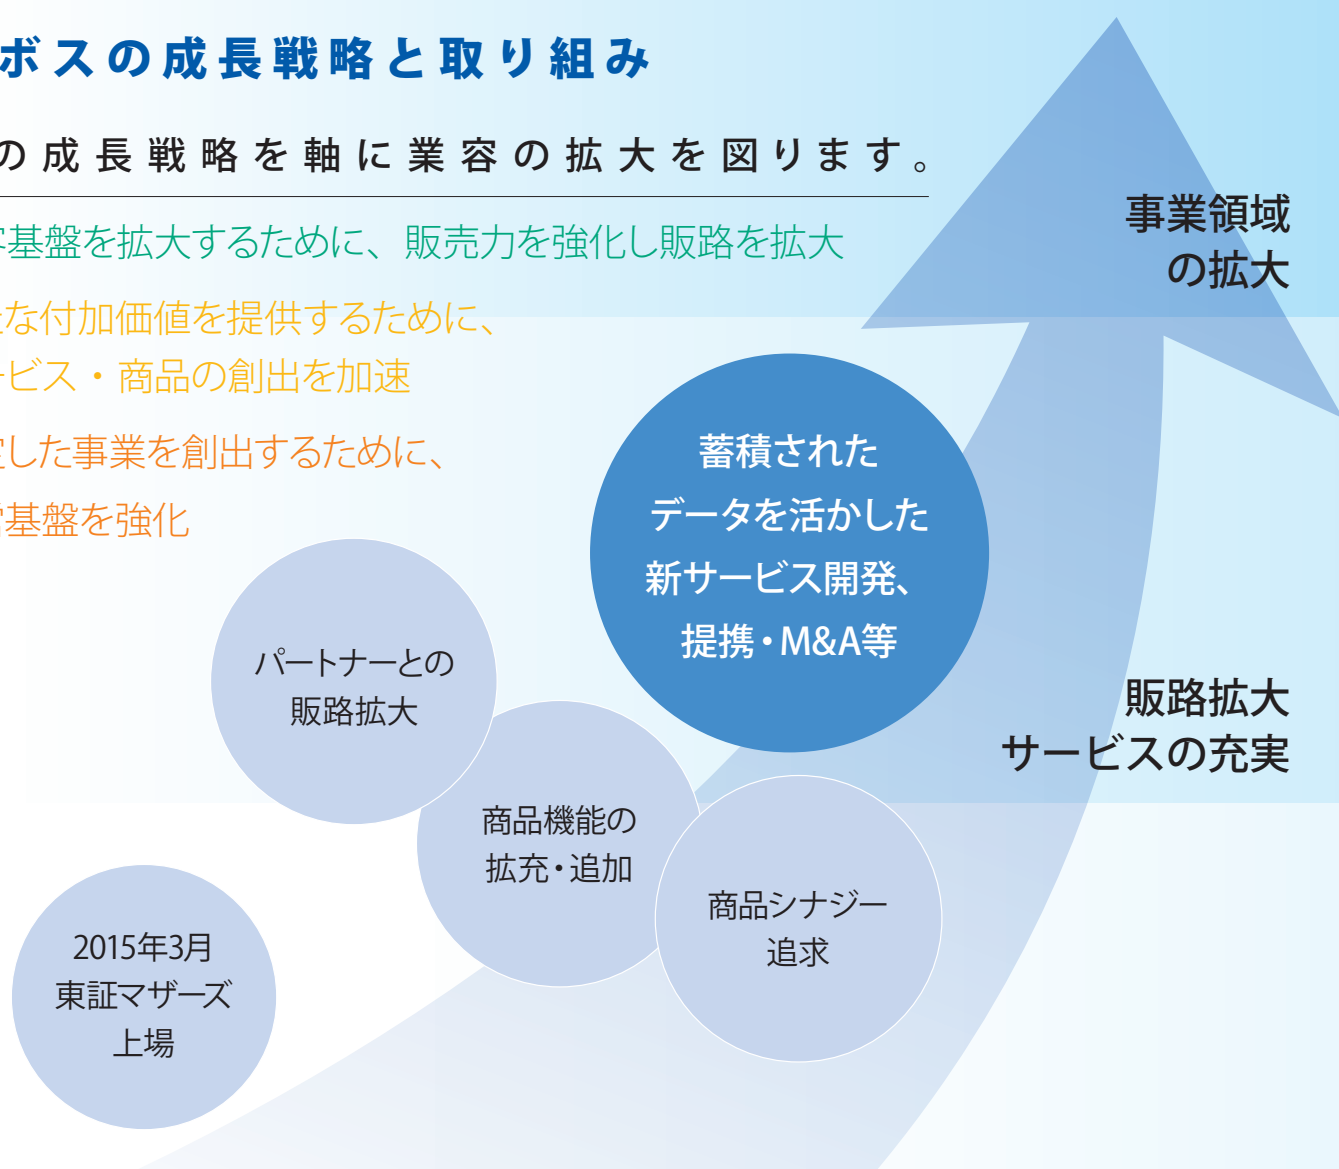 ボスの成長戦略と取り組み
の成長戦略を軸に業容の拡大を図ります。
基盤を拡大するために、販売力を強化し販路を拡大
な付加価値を提供するために、
ービス・商品の創出を加速
した事業を創出するために、
基盤を強化
事業領域
の拡大
蓄積された
データを活かした
新サービス開発、
提携・M&A等
パートナーとの
販路拡大
販路拡大
サービスの充実
商品機能の
拡充・追加
商品シナジー
追求
2015年3月
東証マザーズ
上場